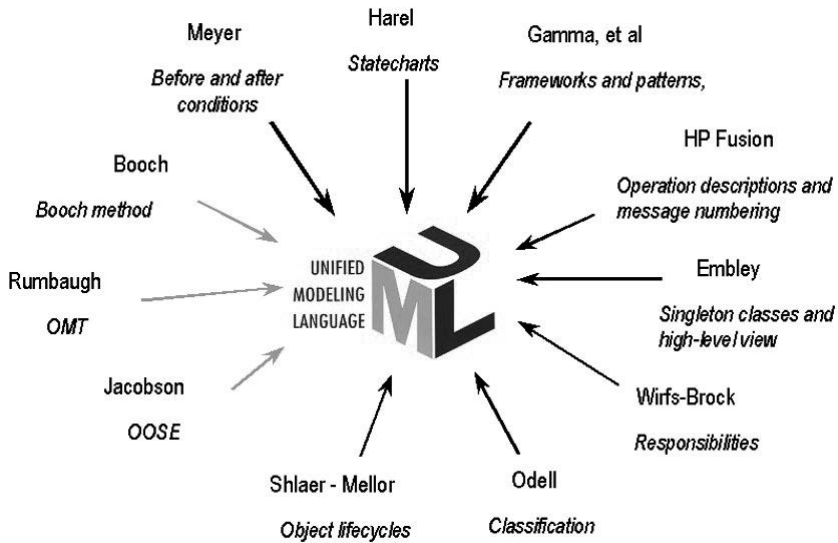 Meyer
Before and after
conditions
Harel
Statecharts
Gamma, et al
Frameworks and patterns,
HP Fusion
Operation descriptions and
message numbering
Booch
Booch method
Embley
Singleton classes and
high-level view
Rumbaugh
OMT
UNIFIED
MODELING
LANGUAGE
UML
Jacobson
OOSE
Wirfs-Brock
Responsibilities
Shlaer - Mellor
Object lifecycles
Odell
Classification